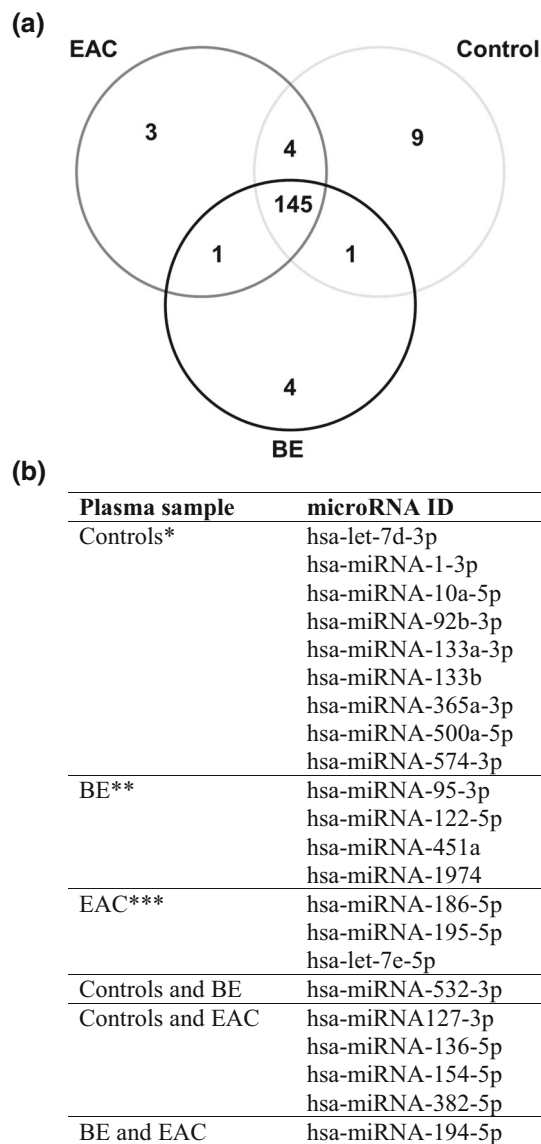 (a)
EAC
Control
3
4
9
145
1
1
4
BE
(b)
Plasma sample microRNA ID
Controls* hsa-let-7d-3p
hsa-miRNA-1-3p
hsa-miRNA-10a-5p
hsa-miRNA-92b-3p
hsa-miRNA-133a-3p
hsa-miRNA-133b
hsa-miRNA-365a-3p
hsa-miRNA-500a-5p
hsa-miRNA-574-3p
BE** hsa-miRNA-95-3p
hsa-miRNA-122-5p
hsa-miRNA-451a
hsa-miRNA-1974
EAC*** hsa-miRNA-186-5p
hsa-miRNA-195-5p
hsa-let-7e-5p
Controls and BE hsa-miRNA-532-3p
Controls and EAC hsa-miRNA127-3p
hsa-miRNA-136-5p
hsa-miRNA-154-5p
hsa-miRNA-382-5p
BE and EAC hsa-miRNA-194-5p